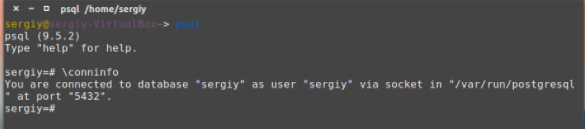 psql /home/sergiy
sergiy@sergiy-VirtualBox~> psql
psql (9.5.2)
Type "help" for help.
sergiy=# \conninfo
You are connected to database "sergiy" as user "sergiy" via socket in "/var/run/postgresql
" at port "5432".
sergiy=#